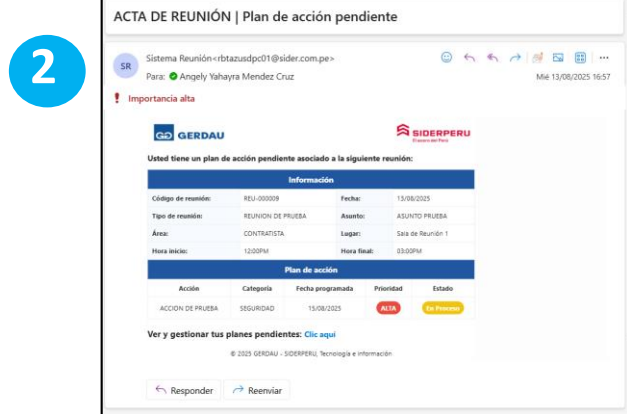 ACTA DE REUNIÓN | Plan de acción pendiente
2
SR
Sistema Reunión<rbtazusdpc01@sider.com.pe>
Para: Angely Yahayra Mendez Cruz
Mié 13/08/2025 16:57
Importancia alta
GD GERDAU
SIDERPERU
El acero del Perú
Usted tiene un plan de acción pendiente asociado a la siguiente reunión:
Información
Código de reunión: REU-000009 Fecha: 13/08/2025
Tipo de reunión: REUNION DE PRUEBA Asunto: ASUNTO PRUEBA
Área: CONTRATISTA Lugar: Sala de Reunión 1
Hora inicio: 12:00PM Hora final: 03:00PM
Plan de acción
Acción Categoría Fecha programada Prioridad Estado
ACCION DE PRUEBA SEGURIDAD 15/08/2025 ALTA En Proceso
Ver y gestionar tus planes pendientes: Clic aquí
© 2025 GERDAU - SIDERPERU, Tecnología e información
Responder Reenviar